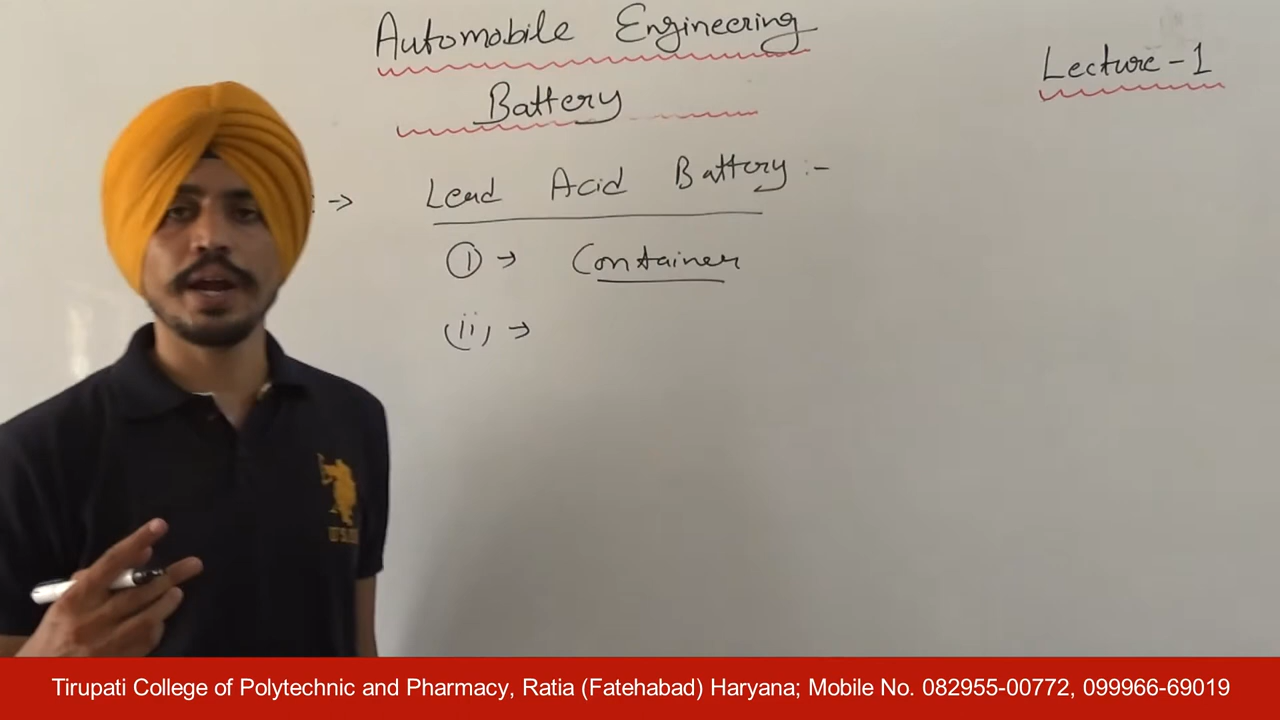 Automobile Engineering
Lecture-1
Battery
:→ Lead Acid Battery :-
① → Container
(ii) →
Tirupati College of Polytechnic and Pharmacy, Ratia (Fatehabad) Haryana; Mobile No. 082955-00772, 099966-69019